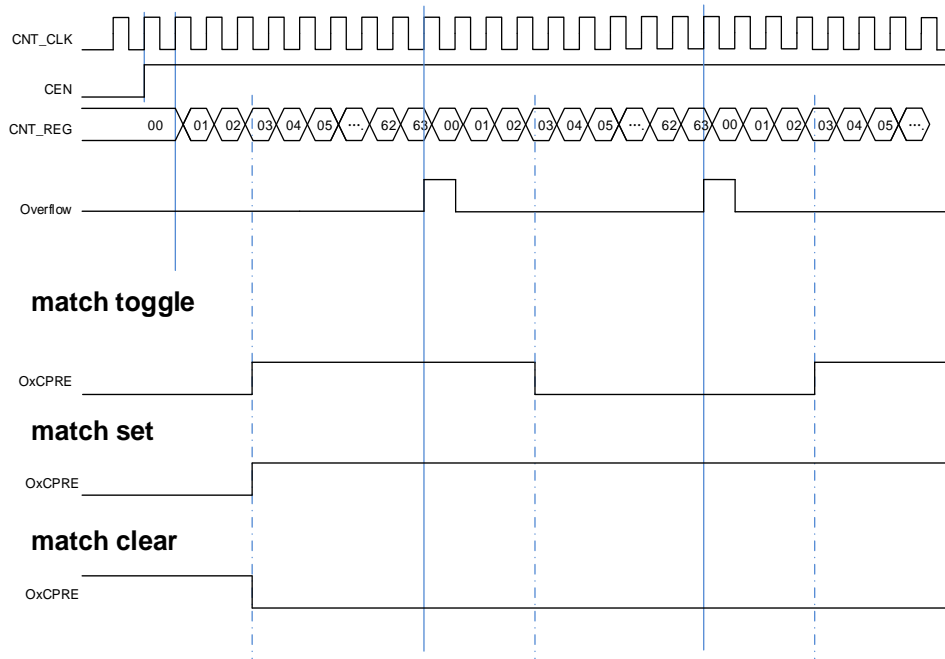 CNT_CLK
CEN
CNT_REG 00 01 02 03 04 05 ···. 62 63 00 01 02 03 04 05 ···. 62 63 00 01 02 03 04 05 ···.
Overflow
match toggle
OxCPRE
match set
OxCPRE
match clear
OxCPRE